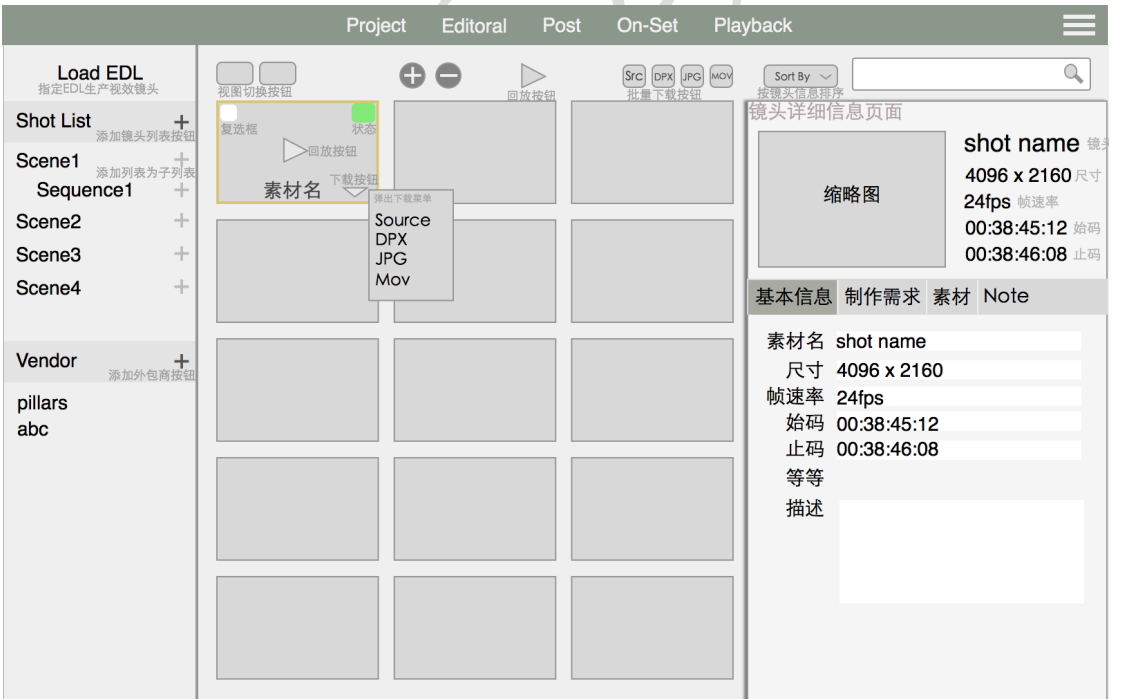 Project Editoral Post On-Set Playback
Load EDL
指定EDL生产视效镜头
Shot List
添加镜头列表按钮
Scene1
添加列表为子列表
Sequence1
Scene2
Scene3
Scene4
Vendor
添加外包商按钮
pillars
abc
视图切换按钮
回放按钮
Src DPX JPG MOV
批量下载按钮
Sort By
按镜头信息排序
复选框
状态
回放按钮
下载按钮
素材名
弹出下载菜单
Source
DPX
JPG
Mov
镜头详细信息页面
缩略图
shot name 镜头
4096 x 2160 尺寸
24fps 帧速率
00:38:45:12 始码
00:38:46:08 止码
基本信息 制作需求 素材 Note
素材名 shot name
尺寸 4096 x 2160
帧速率 24fps
始码 00:38:45:12
止码 00:38:46:08
等等
描述